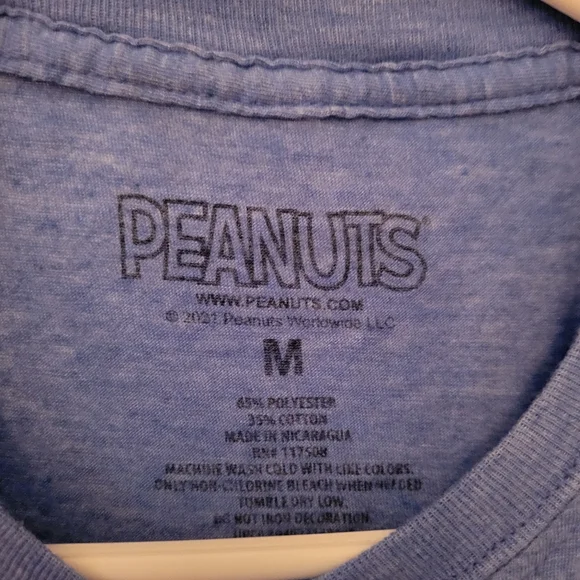 PEANUTS
WWW.PEANUTS.COM
© 2021 Peanuts Worldwide LLC
M
65% POLYESTER
35% COTTON
MADE IN NICARAGUA
RN# 117508
MACHINE WASH COLD WITH LIKE COLORS.
ONLY NON-CHLORINE BLEACH WHEN NEEDED
TUMBLE DRY LOW.
DO NOT IRON DECORATION.